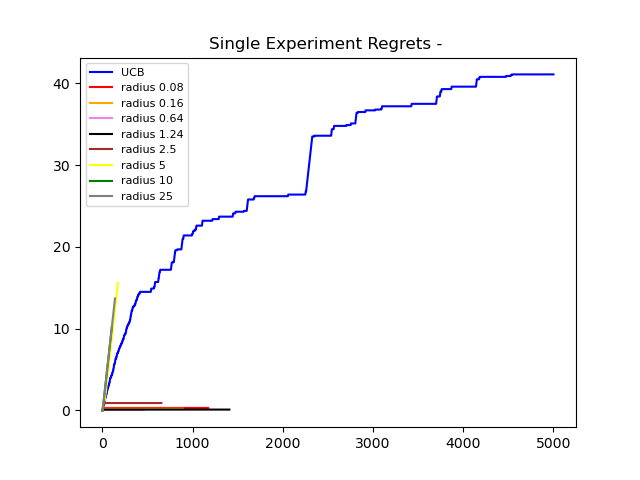 Single Experiment Regrets -
40
30
20
10
0
UCB
radius 0.08
radius 0.16
radius 0.64
radius 1.24
radius 2.5
radius 5
radius 10
radius 25
0 1000 2000 3000 4000 5000